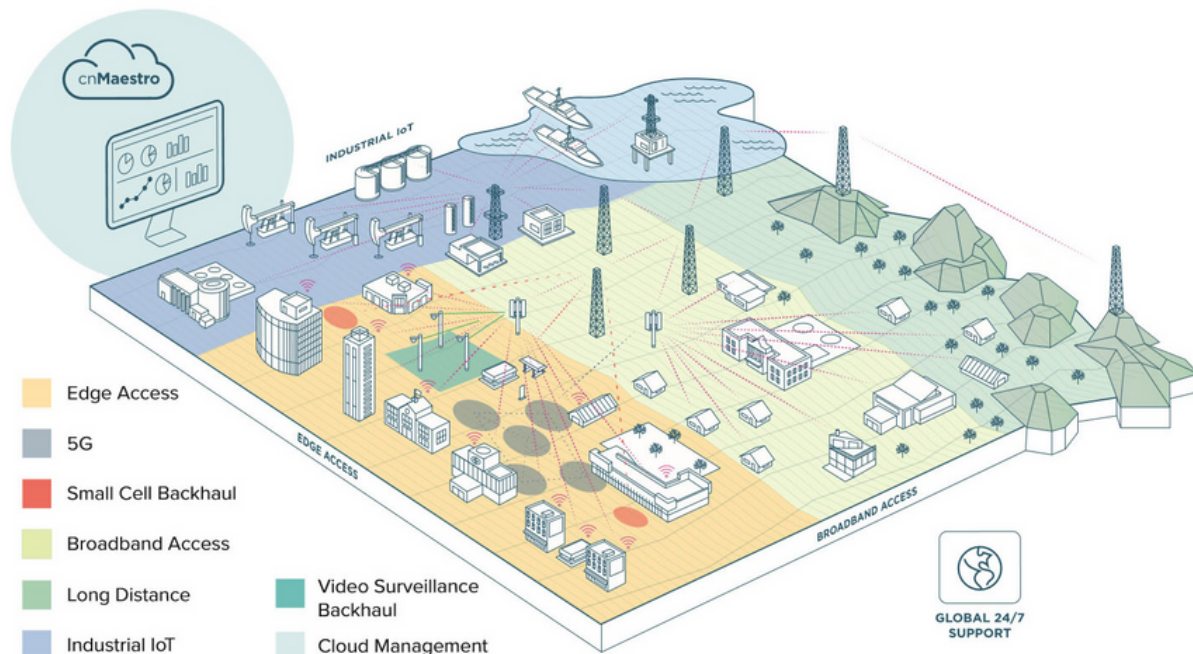 cnMaestro
INDUSTRIAL IoT
EDGE ACCESS
BROADBAND ACCESS
Edge Access
5G
Small Cell Backhaul
Broadband Access
Long Distance
Industrial IoT
Video Surveillance
Backhaul
Cloud Management
GLOBAL 24/7
SUPPORT